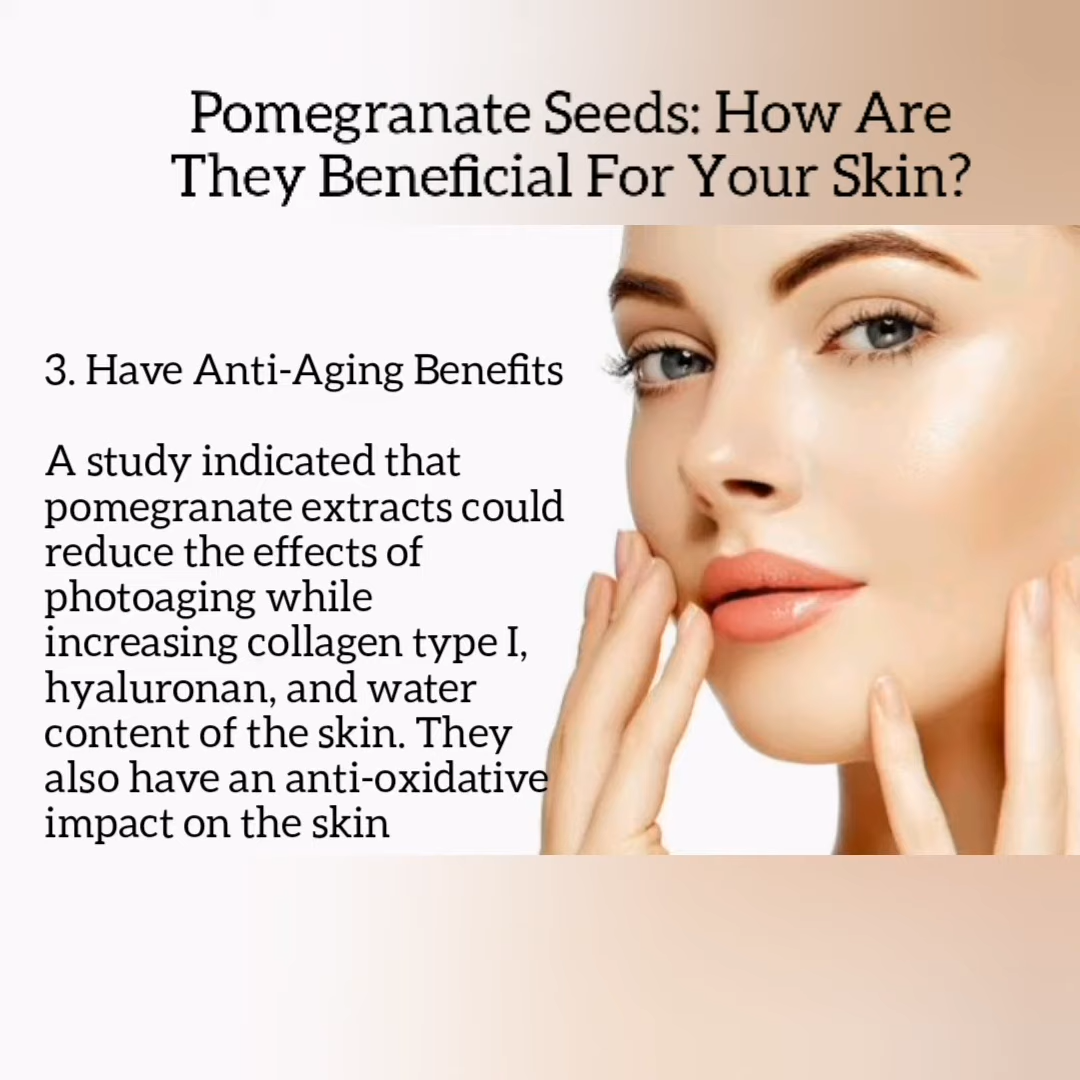 Pomegranate Seeds: How Are
They Beneficial For Your Skin?
3. Have Anti-Aging Benefits
A study indicated that
pomegranate extracts could
reduce the effects of
photoaging while
increasing collagen type I,
hyaluronan, and water
content of the skin. They
also have an anti-oxidative
impact on the skin